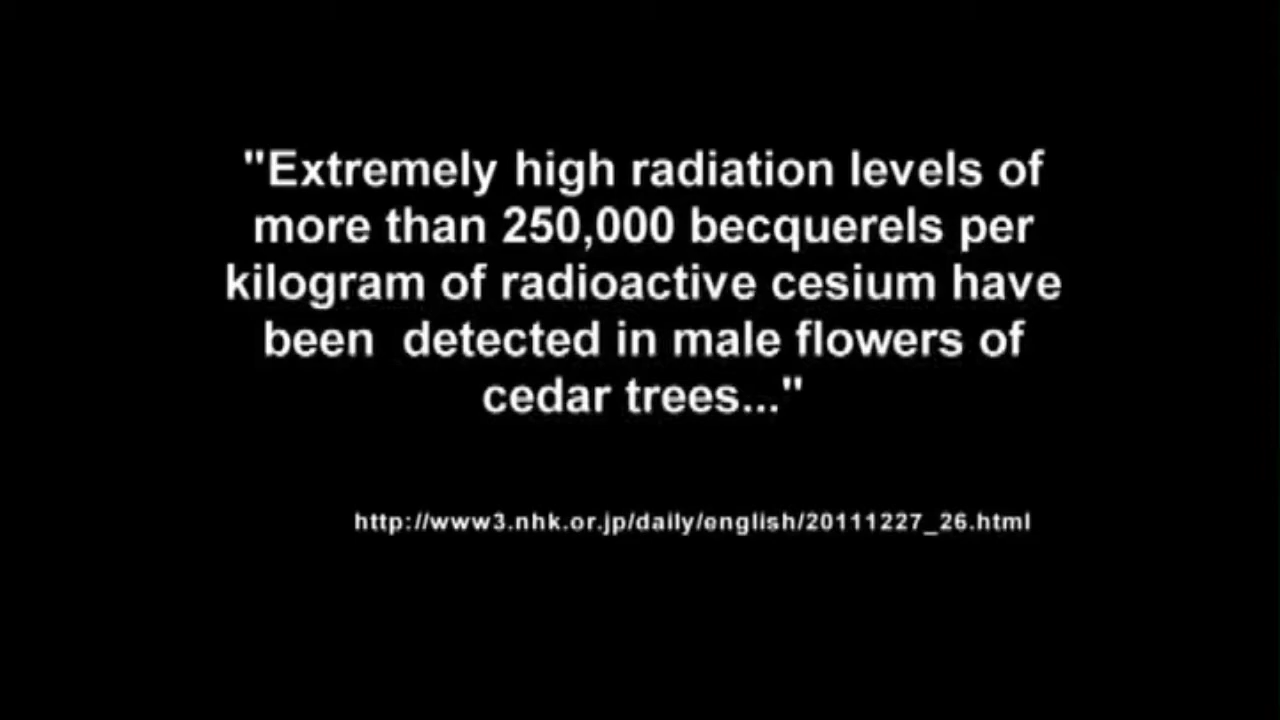 "Extremely high radiation levels of
more than 250,000 becquerels per
kilogram of radioactive cesium have
been  detected in male flowers of
cedar trees..."
http://www3.nhk.or.jp/daily/english/20111227_26.html